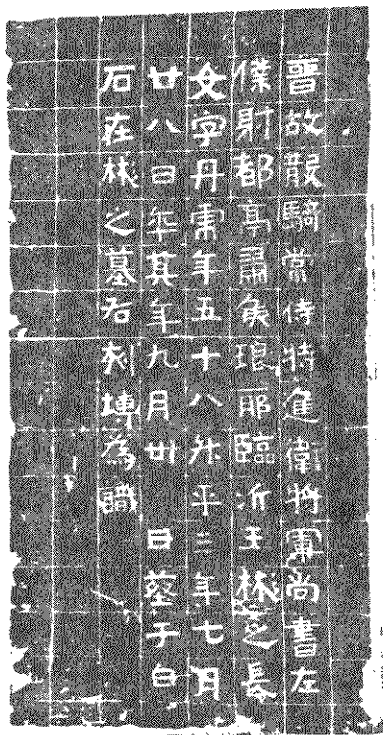 晉故散騎常侍特進衛將軍尚書左
僕射都亭肅侯琅耶臨沂王彬之長
女字丹虎年五十八升平三年七月
廿八日卒其年九月卅日葬于白
石在彬之墓右刻塼為識